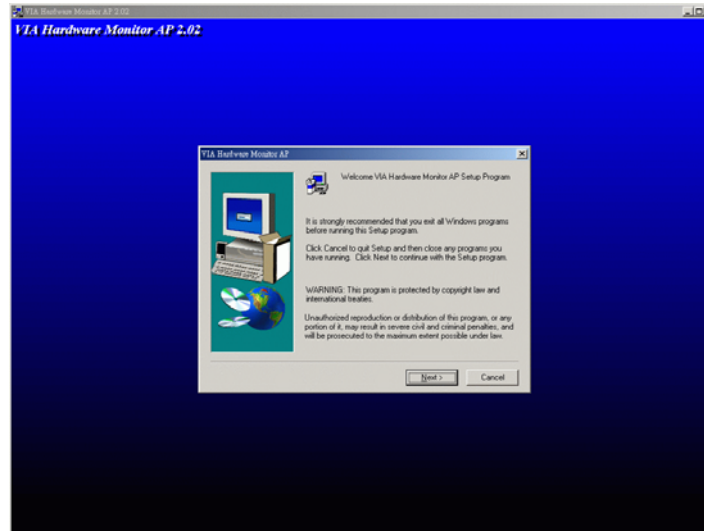 VIA Hardware Monitor AP 2.02
VIA Hardware Monitor AP 2.02
VIA Hardware Monitor AP
Welcome VIA Hardware Monitor AP Setup Program
It is strongly recommended that you exit all Windows programs
before running this Setup program.
Click Cancel to quit Setup and then close any programs you
have running. Click Next to continue with the Setup program.
WARNING: This program is protected by copyright law and
international treaties.
Unauthorized reproduction or distribution of this program, or any
portion of it, may result in severe civil and criminal penalties, and
will be prosecuted to the maximum extent possible under law.
Next >
Cancel